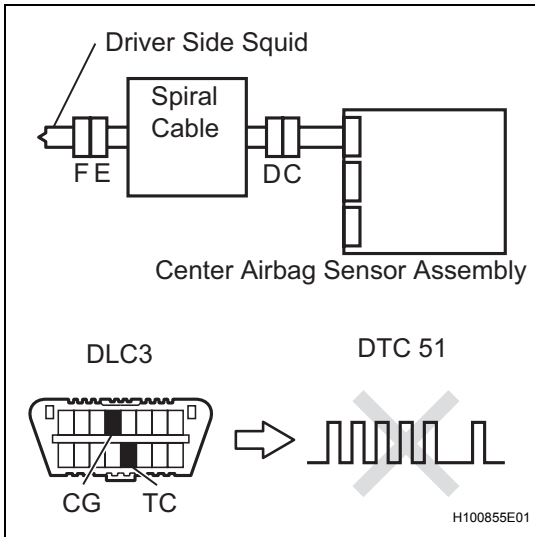 Driver Side Squid
Spiral
Cable
F E
D C
Center Airbag Sensor Assembly
DLC3
DTC 51
CG
TC
H100855E01